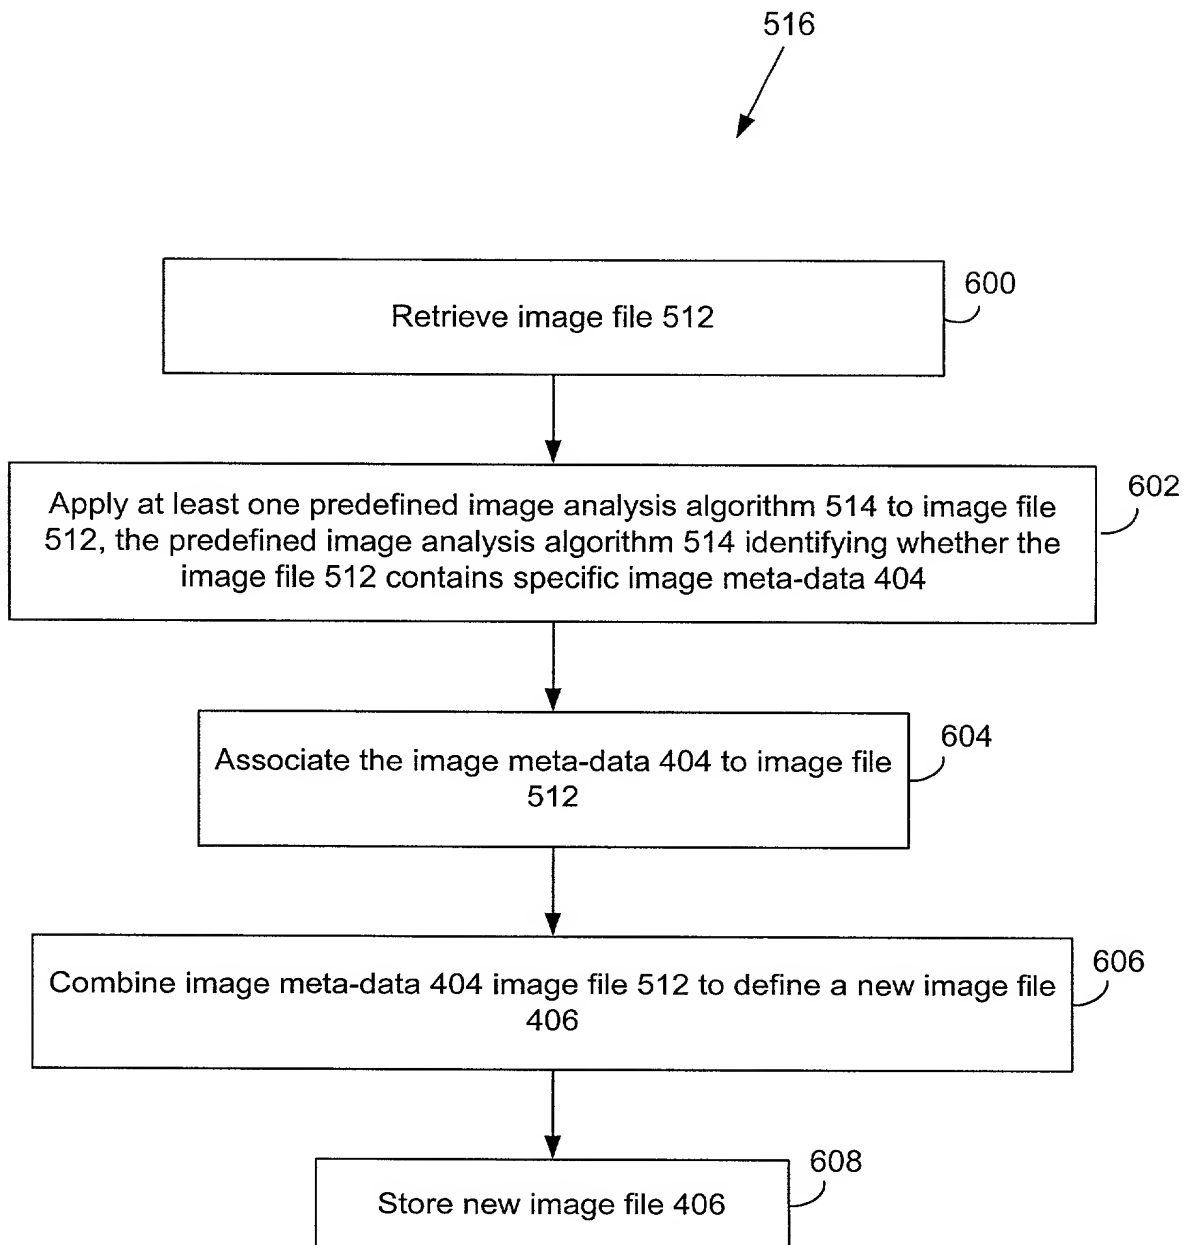 516
600
Retrieve image file 512
602
Apply at least one predefined image analysis algorithm 514 to image file
512, the predefined image analysis algorithm 514 identifying whether the
image file 512 contains specific image meta-data 404
604
Associate the image meta-data 404 to image file
512
606
Combine image meta-data 404 image file 512 to define a new image file
406
608
Store new image file 406